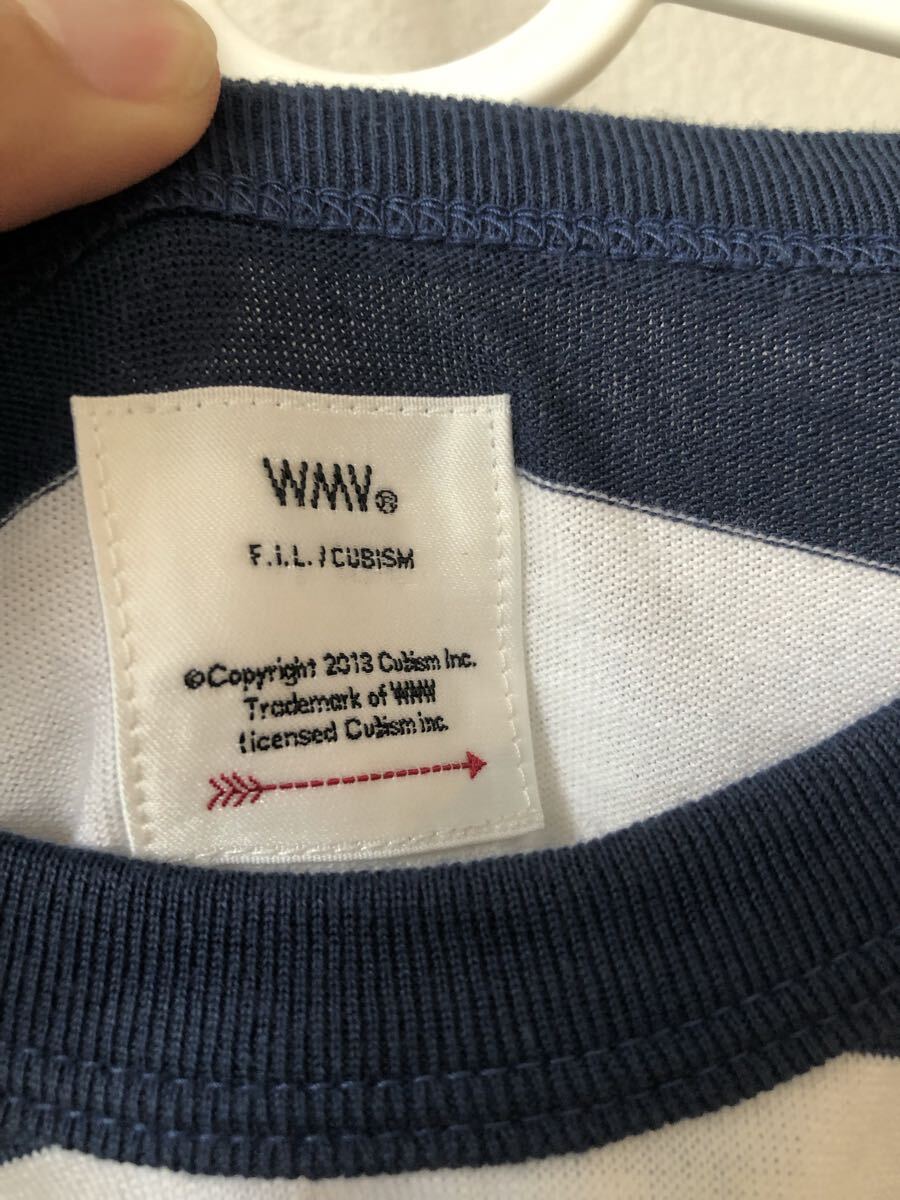 WMV®
F.I.L. / CUBISM
©Copyright 2013 Cubism Inc.
Trademark of WMV
licensed Cubism inc.